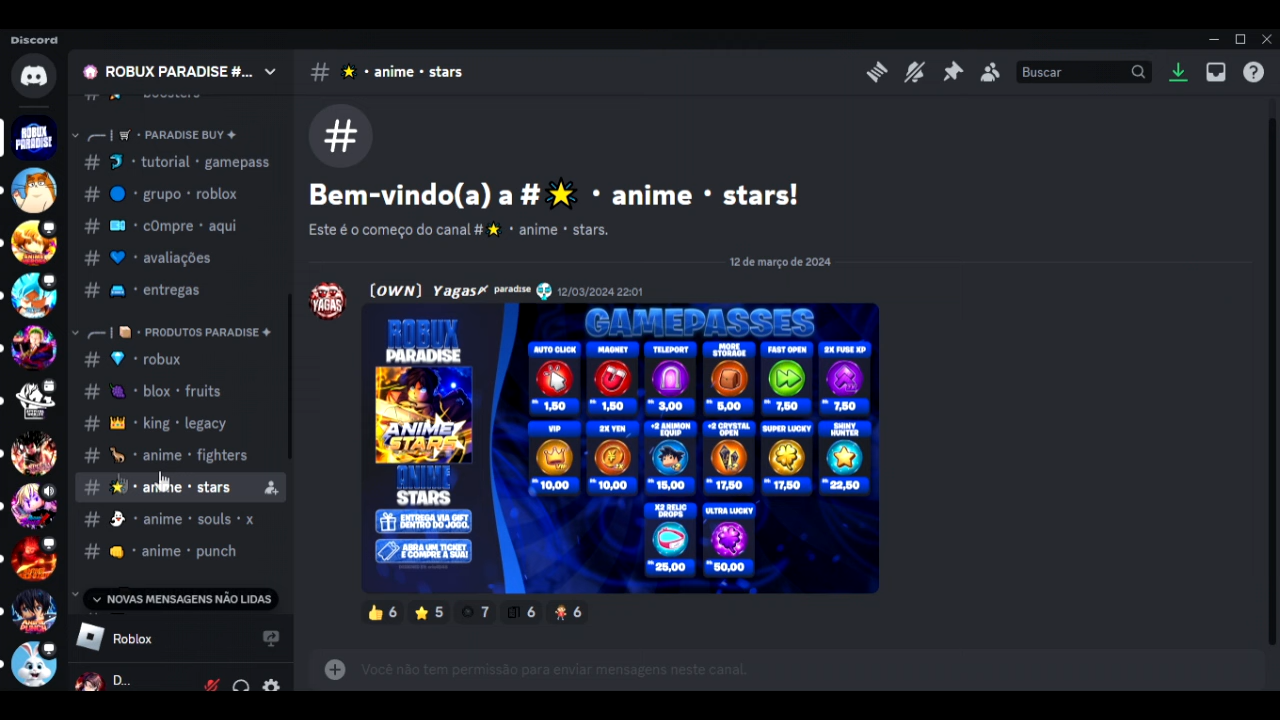 Discord
ROBUX PARADISE #...
# ⭐ · anime · stars
Buscar
boosters
PARADISE BUY ✦
# · tutorial · gamepass
# · grupo · roblox
# · c0mpre · aqui
# · avaliações
# · entregas
PRODUTOS PARADISE ✦
# · robux
# · blox · fruits
# · king · legacy
# · anime · fighters
# ⭐ · anime · stars
# · anime · souls · x
# · anime · punch
NOVAS MENSAGENS NÃO LIDAS
Roblox
D...
Bem-vindo(a) a #⭐ · anime · stars!
Este é o começo do canal #⭐ · anime · stars.
12 de março de 2024
[OWN] Yagas paradise 12/03/2024 22:01
YAGAS
ROBUX
PARADISE
ANIME
STARS
ANIME
STARS
ENTREGA VIA GIFT
DENTRO DO JOGO.
ABRA UM TICKET
E COMPRE A SUA!
GAMEPASSES
AUTO CLICK
1,50
MAGNET
1,50
TELEPORT
3,00
MORE
STORAGE
5,00
FAST OPEN
7,50
2X FUSE XP
7,50
VIP
10,00
2X YEN
10,00
+2 ANIMON
EQUIP
15,00
+2 CRYSTAL
OPEN
17,50
SUPER LUCKY
17,50
SHINY
HUNTER
22,50
X2 RELIC
DROPS
25,00
ULTRA LUCKY
50,00
6 5 7 6 6
Você não tem permissão para enviar mensagens neste canal.